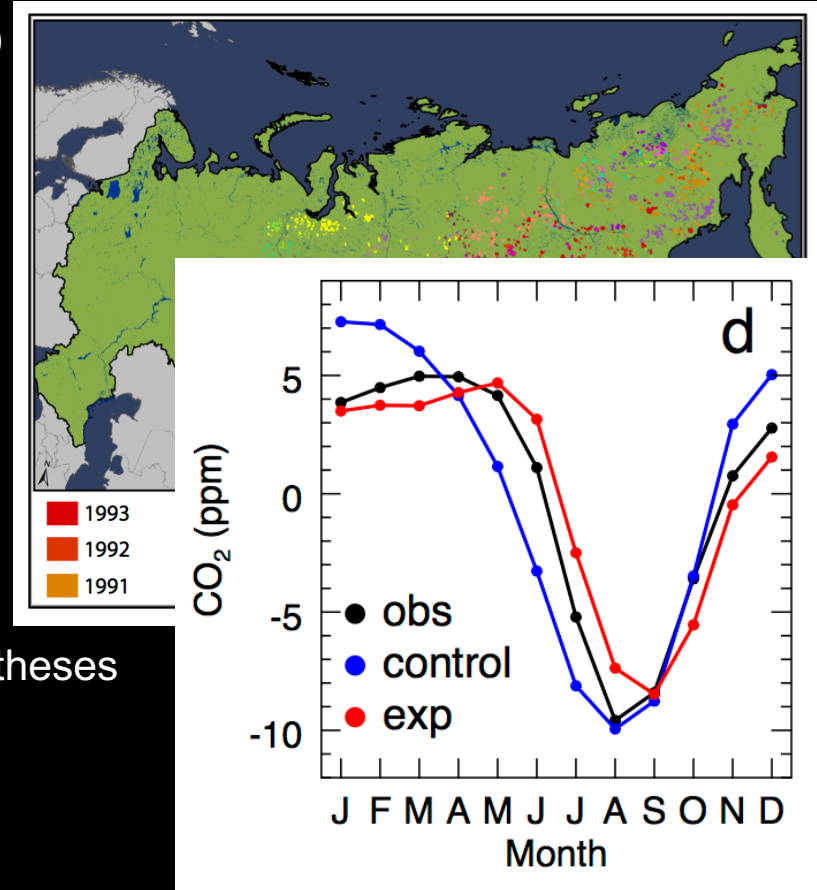 )
N
1993
1992
1991
theses
d
5
0
-5
-10
CO₂ (ppm)
obs
control
exp
J F M A M J J A S O N D
Month